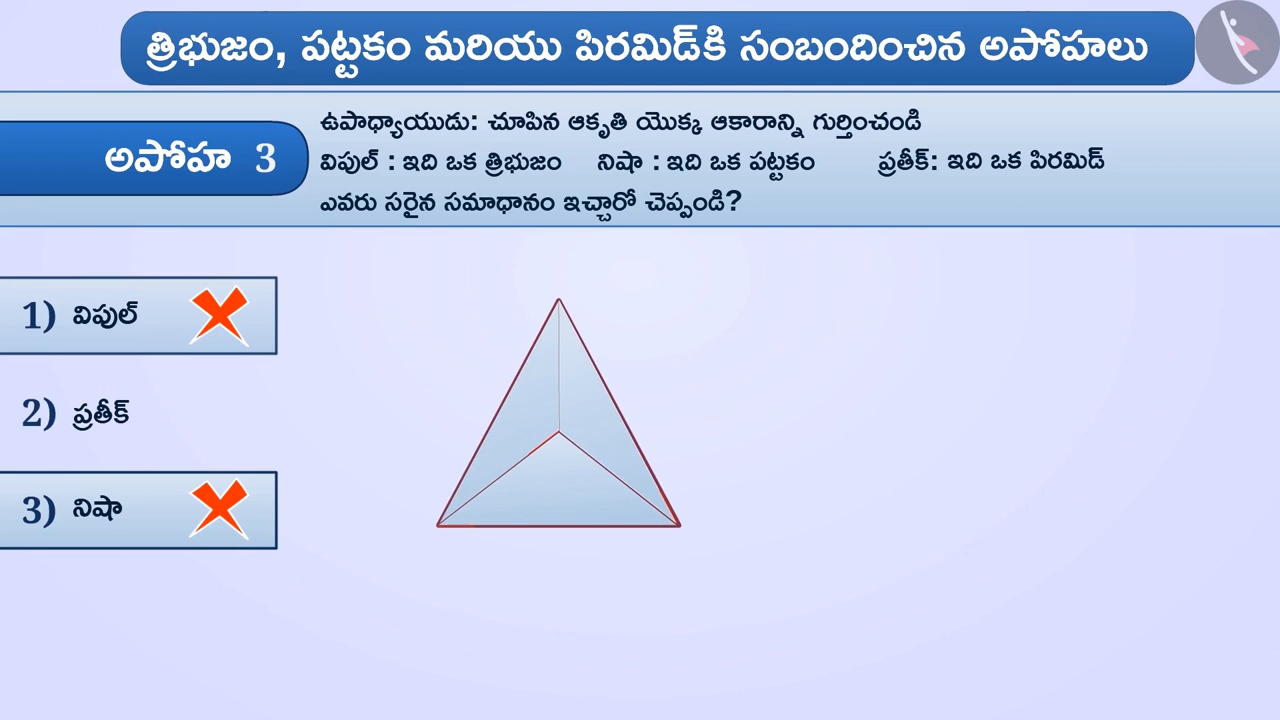 త్రిభుజం, పట్టకం మరియు పిరమిడ్‌కి సంబందించిన అపోహలు
అపోహ 3
ఉపాధ్యాయుడు: చూపిన ఆకృతి యొక్క ఆకారాన్ని గుర్తించండి
విపుల్ : ఇది ఒక త్రిభుజం నిషా : ఇది ఒక పట్టకం ప్రతీక్: ఇది ఒక పిరమిడ్
ఎవరు సరైన సమాధానం ఇచ్చారో చెప్పండి?
1) విపుల్
2) ప్రతీక్
3) నిషా